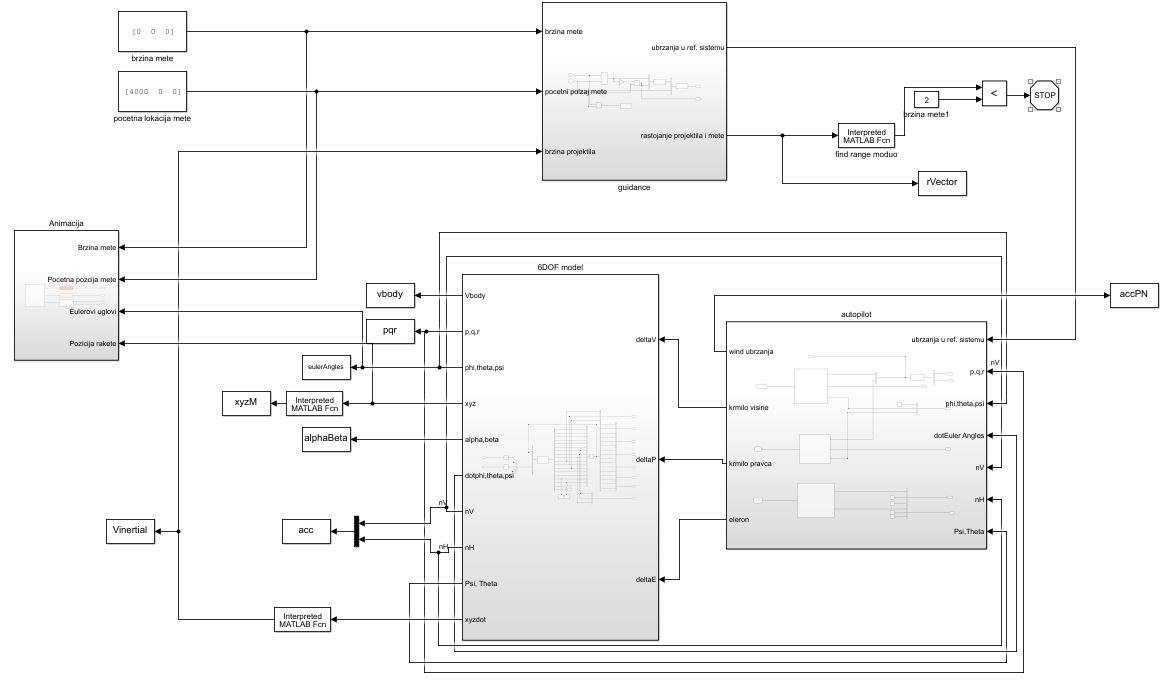 [0 0 0]
brzina mete
[4000 0 0]
pocetna lokacija mete
brzina mete
ubrzanja u ref. sistemu
pocetni polzaj mete
rastojanje projektila i mete
brzina projektila
guidance
2
brzina mete1
<
STOP
Interpreted
MATLAB Fcn
find range moduo
rVector
Animacija
Brzina mete
Pocetna pozcija mete
Eulerovi uglovi
Pozicija rakete
6DOF model
vbody
Vbody
pqr
p,q,r
eulerAngles
phi,theta,psi
xyzM
Interpreted
MATLAB Fcn
xyz
alphaBeta
alpha,beta
dotphi,theta,psi
nV
nV
acc
nH
nH
Vinertial
Psi, Theta
Interpreted
MATLAB Fcn
xyzdot
deltaV
deltaP
deltaE
accPN
autopilot
ubrzanja u ref. sistemu
wind ubrzanja
nV
p,q,r
krmilo visine
phi,theta,psi
dotEuler Angles
krmilo pravca
nV
nH
eleron
Psi,Theta